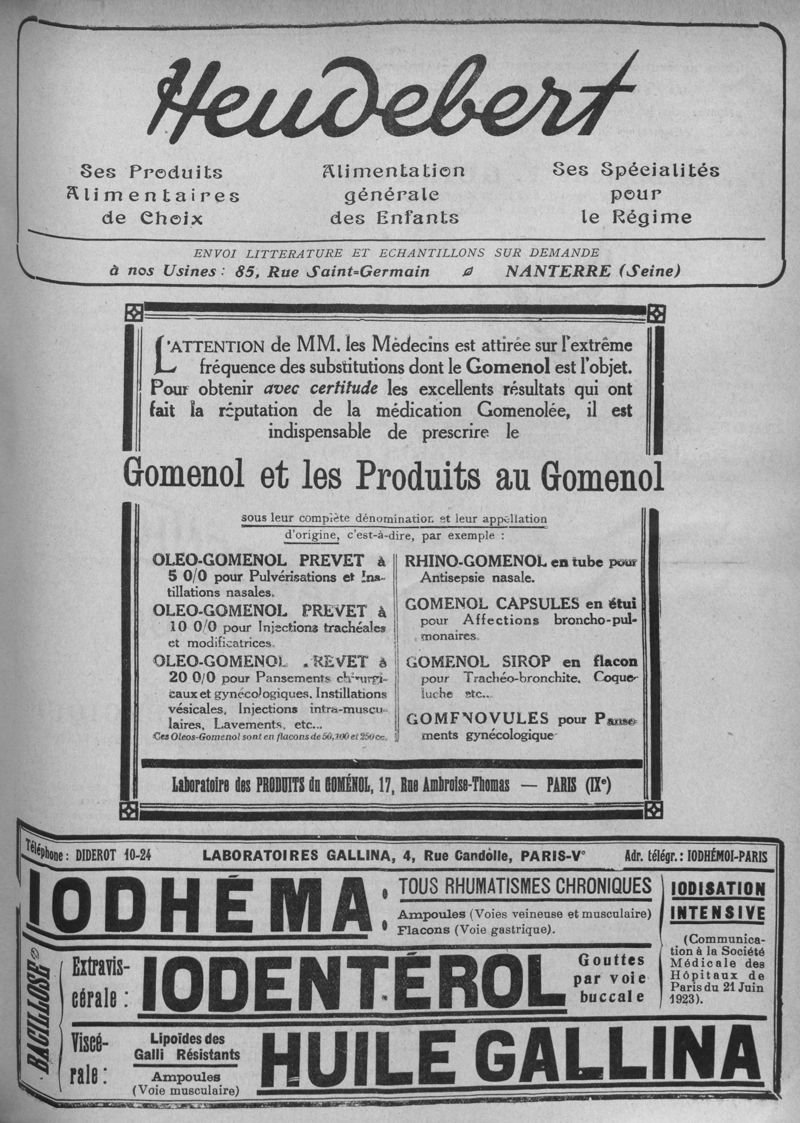 Heudebert
Ses Produits
Alimentaires
de Choix
Alimentation
générale
des Enfants
Ses Spécialités
pour
le Régime
ENVOI LITTERATURE ET ECHANTILLONS SUR DEMANDE
à nos Usines : 85, Rue Saint-Germain NANTERRE (Seine)
L'ATTENTION de MM. les Médecins est attirée sur l'extrême
fréquence des substitutions dont le Gomenol est l'objet.
Pour obtenir avec certitude les excellents résultats qui ont
fait la réputation de la médication Gomenolée, il est
indispensable de prescrire le
Gomenol et les Produits au Gomenol
sous leur complète dénomination et leur appellation
d'origine, c'est-à-dire, par exemple :
OLEO-GOMENOL PREVET à
5 0/0 pour Pulvérisations et Ins-
tillations nasales.
OLEO-GOMENOL PREVET à
10 0/0 pour Injections trachéales
et modificatrices.
OLEO-GOMENOL PREVET à
20 0/0 pour Pansements chirurgi-
caux et gynécologiques, Instillations
vésicales, Injections intra-muscu-
laires, Lavements, etc...
Ces Oleos-Gomenol sont en flacons de 50, 100 et 250 cc.
RHINO-GOMENOL en tube pour
Antisepsie nasale.
GOMENOL CAPSULES en étui
pour Affections broncho-pul-
monaires.
GOMENOL SIROP en flacon
pour Trachéo-bronchite, Coque-
luche etc..
GOMENOVULES pour Panse-
ments gynécologique
Laboratoire des PRODUITS du GOMÉNOL, 17, Rue Ambroise-Thomas — PARIS (IXe)
Téléphone : DIDEROT 10-24 LABORATOIRES GALLINA, 4, Rue Candolle, PARIS-Ve Adr. télégr. : IODHÉMOI-PARIS
IODHÉMA :
TOUS RHUMATISMES CHRONIQUES
Ampoules (Voies veineuse et musculaire)
Flacons (Voie gastrique).
IODISATION
INTENSIVE
(Communica-
tion à la Société
Médicale des
Hôpitaux de
Paris du 21 Juin
1923).
BACILLOSE
Extravis-
cérale :
IODENTÉROL
Gouttes
par voie
buccale
Viscé-
rale :
Lipoïdes des
Galli Résistants
Ampoules
(Voie musculaire)
HUILE GALLINA